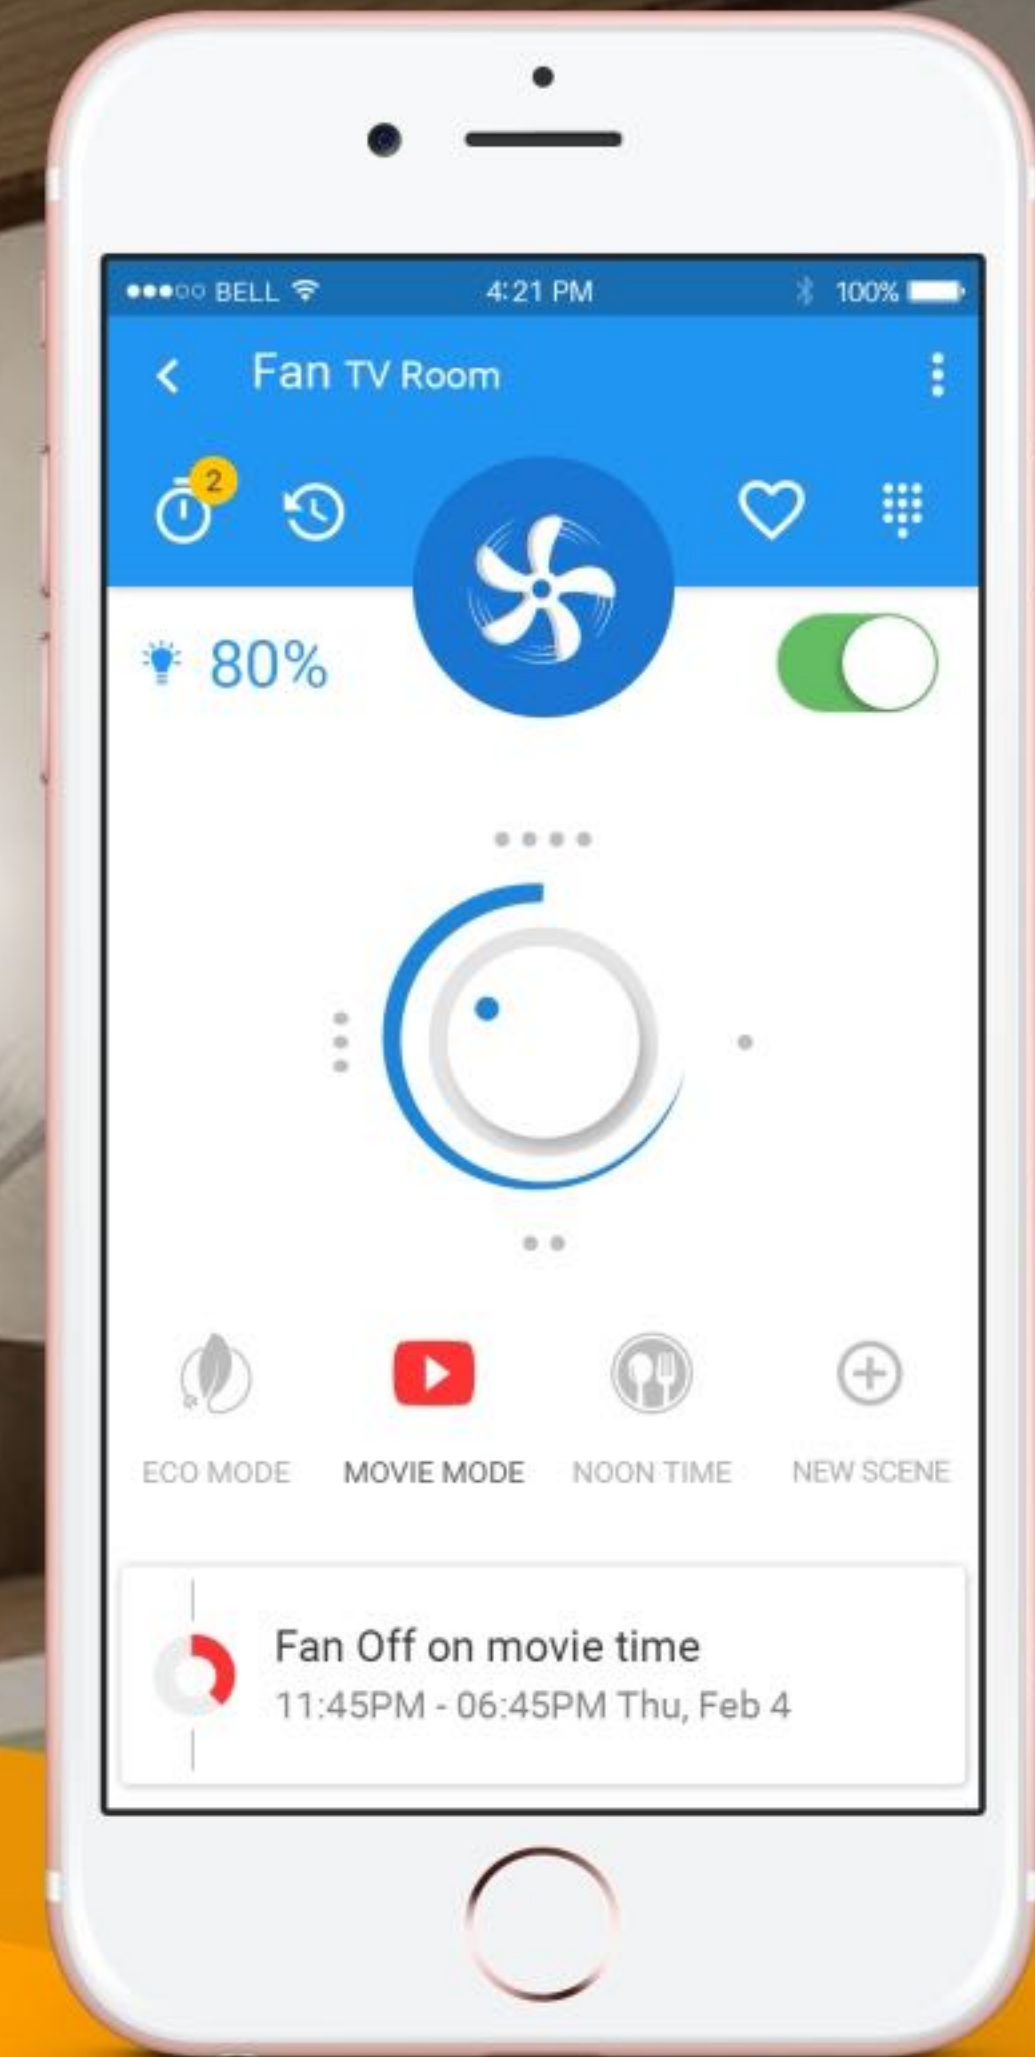 BELL 4:21 PM 100%
Fan TV Room
2
80%
ECO MODE MOVIE MODE NOON TIME NEW SCENE
Fan Off on movie time
11:45PM - 06:45PM Thu, Feb 4